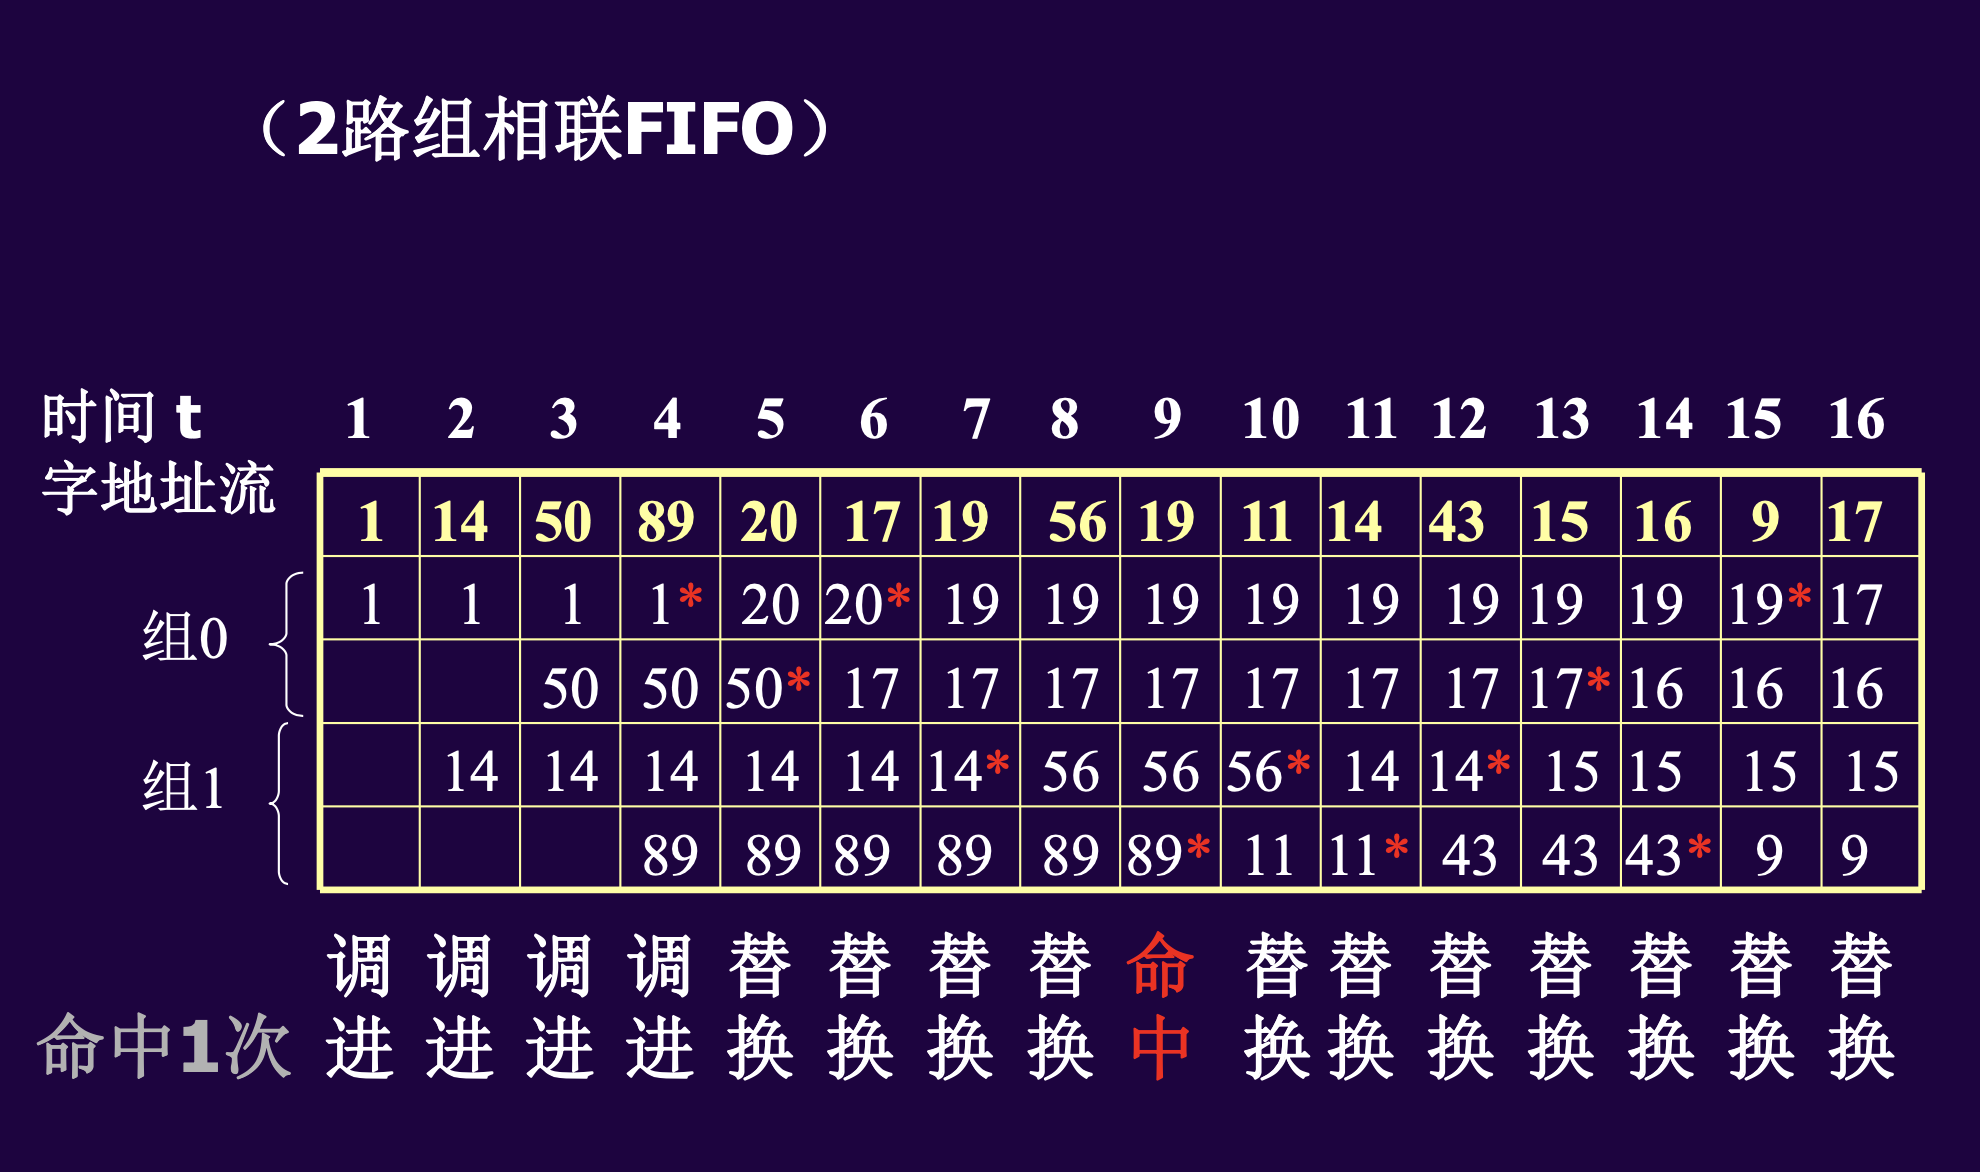 （2路组相联FIFO）
时间 t 1 2 3 4 5 6 7 8 9 10 11 12 13 14 15 16
字地址流 1 14 50 89 20 17 19 56 19 11 14 43 15 16 9 17
组0 1 1 1 1* 20 20* 19 19 19 19 19 19 19 19 19* 17
50 50 50* 17 17 17 17 17 17 17 17* 16 16 16
组1 14 14 14 14 14 14* 56 56 56* 14 14* 15 15 15 15
89 89 89 89 89 89* 11 11* 43 43 43* 9 9
调 调 调 调 替 替 替 替 命 替 替 替 替 替 替 替
命中1次 进 进 进 进 换 换 换 换 中 换 换 换 换 换 换 换